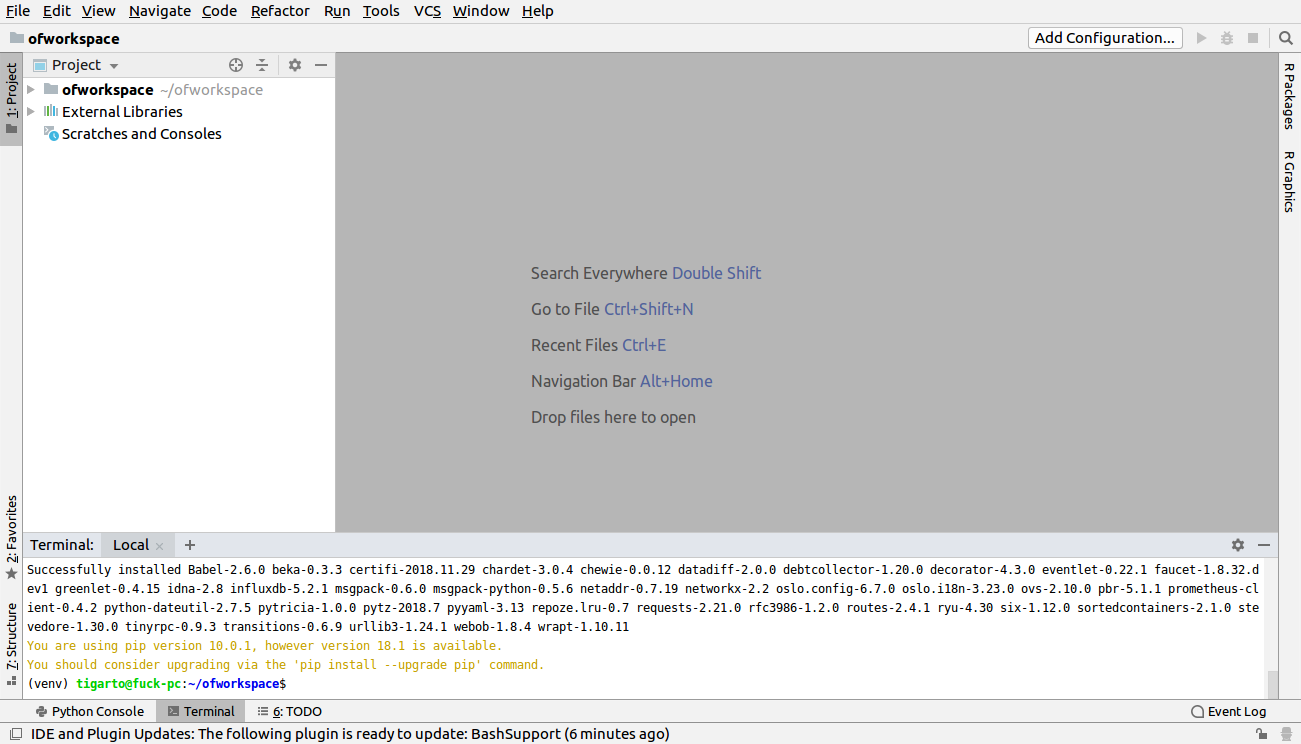 File Edit View Navigate Code Refactor Run Tools VCS Window Help
ofworkspace
Add Configuration...
1: Project
Project
ofworkspace ~/ofworkspace
External Libraries
Scratches and Consoles
R Packages
R Graphics
Search Everywhere Double Shift
Go to File Ctrl+Shift+N
Recent Files Ctrl+E
Navigation Bar Alt+Home
Drop files here to open
2: Favorites
7: Structure
Terminal: Local
Successfully installed Babel-2.6.0 beka-0.3.3 certifi-2018.11.29 chardet-3.0.4 chewie-0.0.12 datadiff-2.0.0 debtcollector-1.20.0 decorator-4.3.0 eventlet-0.22.1 faucet-1.8.32.d
ev1 greenlet-0.4.15 idna-2.8 influxdb-5.2.1 msgpack-0.6.0 msgpack-python-0.5.6 netaddr-0.7.19 networkx-2.2 oslo.config-6.7.0 oslo.i18n-3.23.0 ovs-2.10.0 pbr-5.1.1 prometheus-cl
ient-0.4.2 python-dateutil-2.7.5 pytricia-1.0.0 pytz-2018.7 pyyaml-3.13 repoze.lru-0.7 requests-2.21.0 rfc3986-1.2.0 routes-2.4.1 ryu-4.30 six-1.12.0 sortedcontainers-2.1.0 ste
vedore-1.30.0 tinyrpc-0.9.3 transitions-0.6.9 urllib3-1.24.1 webob-1.8.4 wrapt-1.10.11
You are using pip version 10.0.1, however version 18.1 is available.
You should consider upgrading via the 'pip install --upgrade pip' command.
(venv) tigarto@fuck-pc:~/ofworkspace$
Python Console Terminal 6: TODO Event Log
IDE and Plugin Updates: The following plugin is ready to update: BashSupport (6 minutes ago)